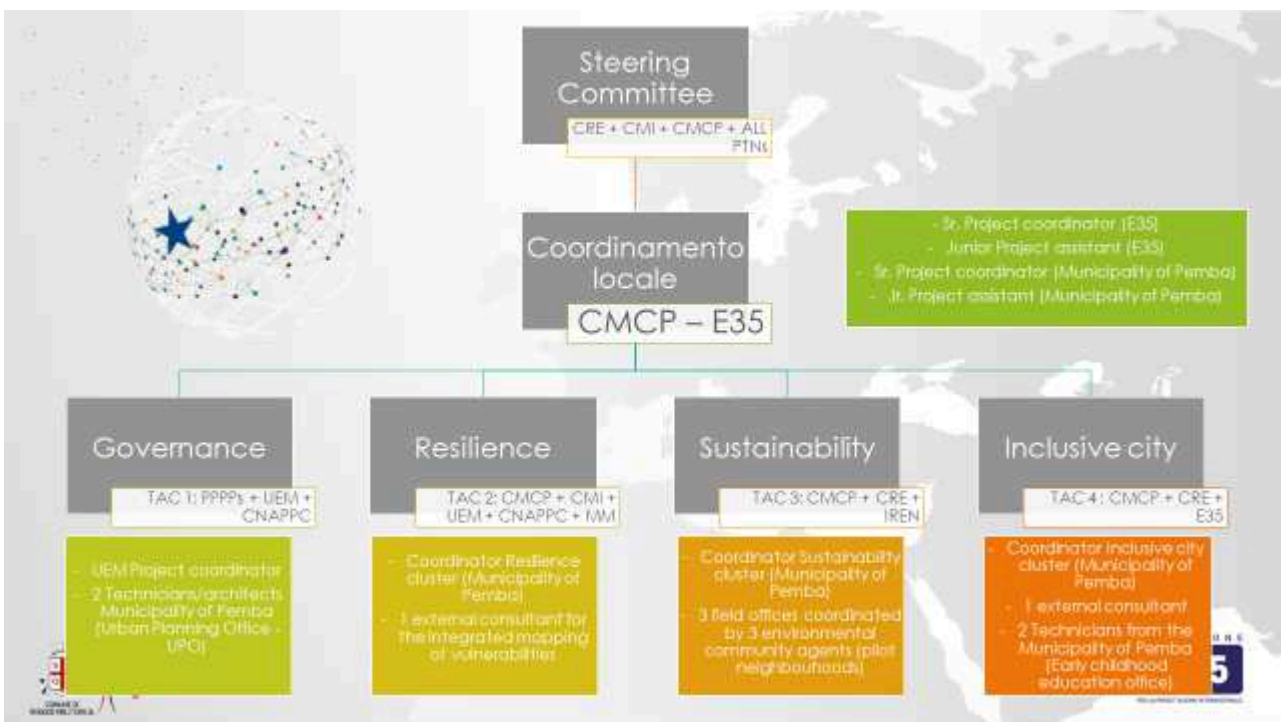 Steering
Committee
CRE + CMI + CMCP + ALL
PTNs
Coordinamento
locale
CMCP – E35
- Sr. Project coordinator (E35)
- Junior Project assistant (E35)
- Sr. Project coordinator (Municipality of Pemba)
- Jr. Project assistant (Municipality of Pemba)
Governance
TAC 1: PPPPs + UEM +
CNAPPC
- UEM Project coordinator
- 2 Technicians/architects
Municipality of Pemba
(Urban Planning Office -
UPO)
Resilience
TAC 2: CMCP + CMI +
UEM + CNAPPC + MM
- Coordinator Resilience
cluster (Municipality of
Pemba)
- 1 external consultant for
the integrated mapping
of vulnerabilities
Sustainability
TAC 3: CMCP + CRE +
IREN
- Coordinator Sustainability
cluster (Municipality of
Pemba)
- 3 field offices coordinated
by 3 environmental
community agents (pilot
neighbourhoods)
Inclusive city
TAC 4 : CMCP + CRE +
E35
- Coordinator Inclusive city
cluster (Municipality of
Pemba)
- 1 external consultant
- 2 Technicians from the
Municipality of Pemba
(Early childhood
education office)
COMUNE DI
5